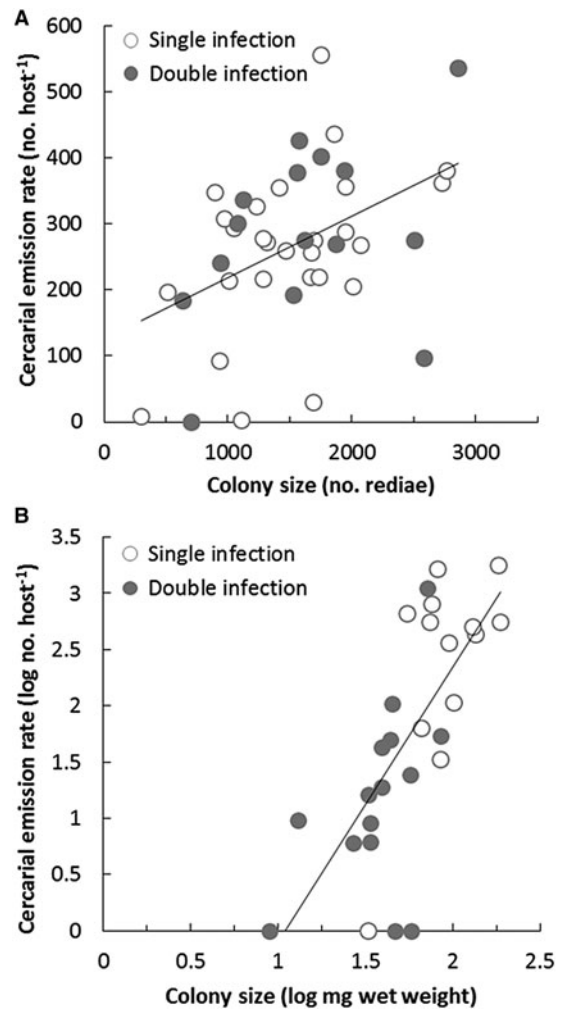 A
600
Single infection
Double infection
500
400
300
200
100
0
0 1000 2000 3000
Cercarial emission rate (no. host⁻¹)
Colony size (no. rediae)
B
3.5
Single infection
3
Double infection
2.5
2
1.5
1
0.5
0
0 0.5 1 1.5 2 2.5
Cercarial emission rate (log no. host⁻¹)
Colony size (log mg wet weight)